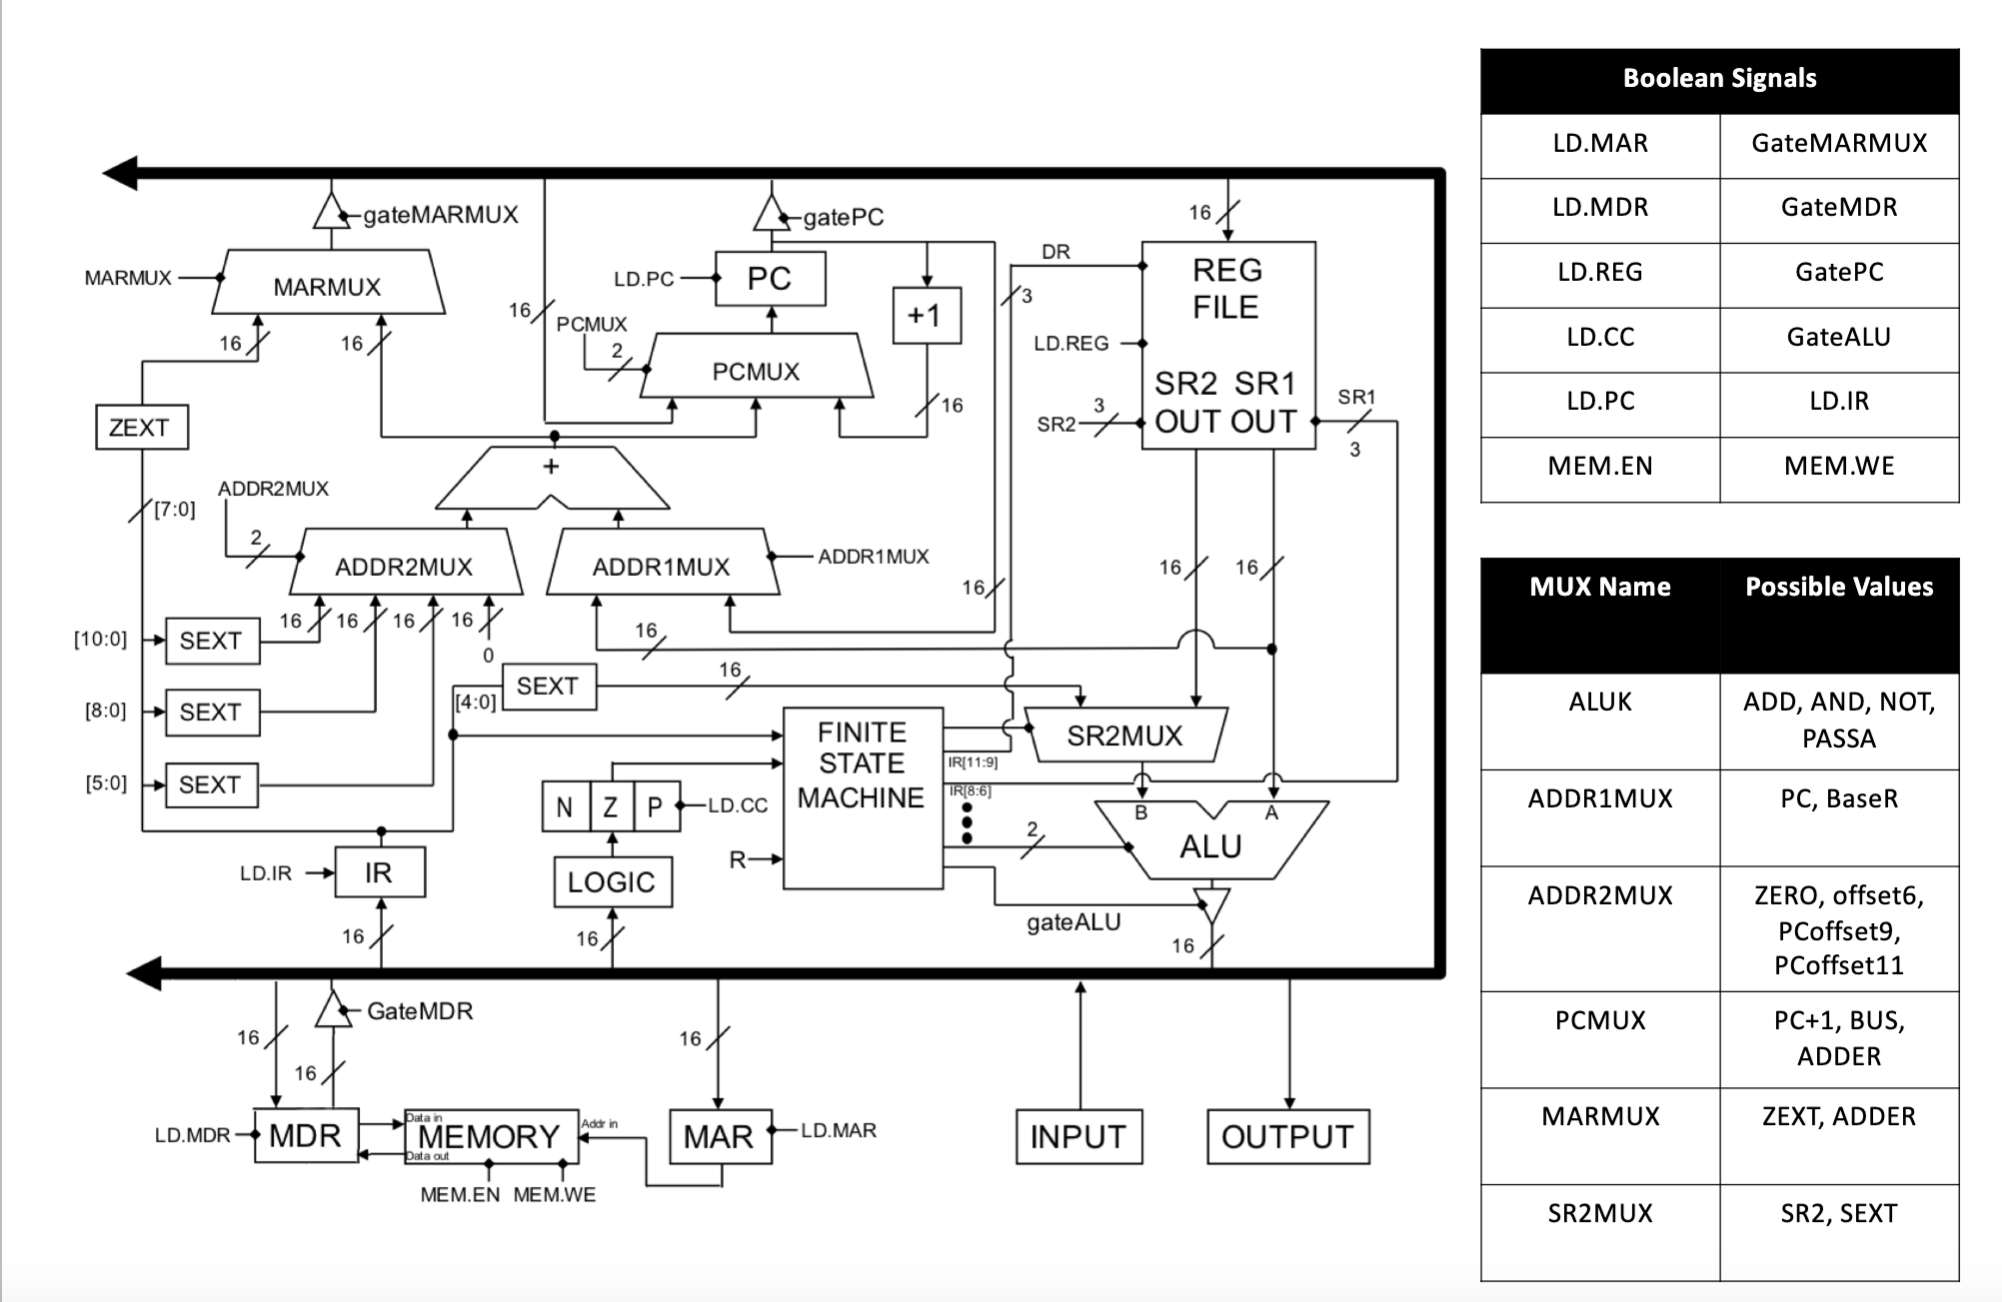 gateMARMUX
MARMUX
MARMUX
16
16
ZEXT
[7:0]
16
gatePC
LD.PC
PC
PCMUX
2
PCMUX
+1
16
DR
3
16
REG
FILE
LD.REG
SR2 SR1
OUT OUT
SR2
3
SR1
3
+
ADDR2MUX
2
ADDR2MUX
ADDR1MUX
ADDR1MUX
16
16
16
16
16
16
16
0
[10:0]
SEXT
[8:0]
SEXT
[5:0]
SEXT
16
[4:0]
SEXT
16
FINITE
STATE
MACHINE
SR2MUX
IR[11:9]
IR[8:6]
N Z P
LD.CC
LOGIC
16
R
2
B
A
ALU
gateALU
16
LD.IR
IR
16
16
GateMDR
16
LD.MDR
MDR
Data in
MEMORY
Data out
Addr in
MEM.EN
MEM.WE
16
MAR
LD.MAR
INPUT
OUTPUT
Boolean Signals
LD.MAR GateMARMUX
LD.MDR GateMDR
LD.REG GatePC
LD.CC GateALU
LD.PC LD.IR
MEM.EN MEM.WE
MUX Name Possible Values
ALUK ADD, AND, NOT,
PASSA
ADDR1MUX PC, BaseR
ADDR2MUX ZERO, offset6,
PCoffset9,
PCoffset11
PCMUX PC+1, BUS,
ADDER
MARMUX ZEXT, ADDER
SR2MUX SR2, SEXT